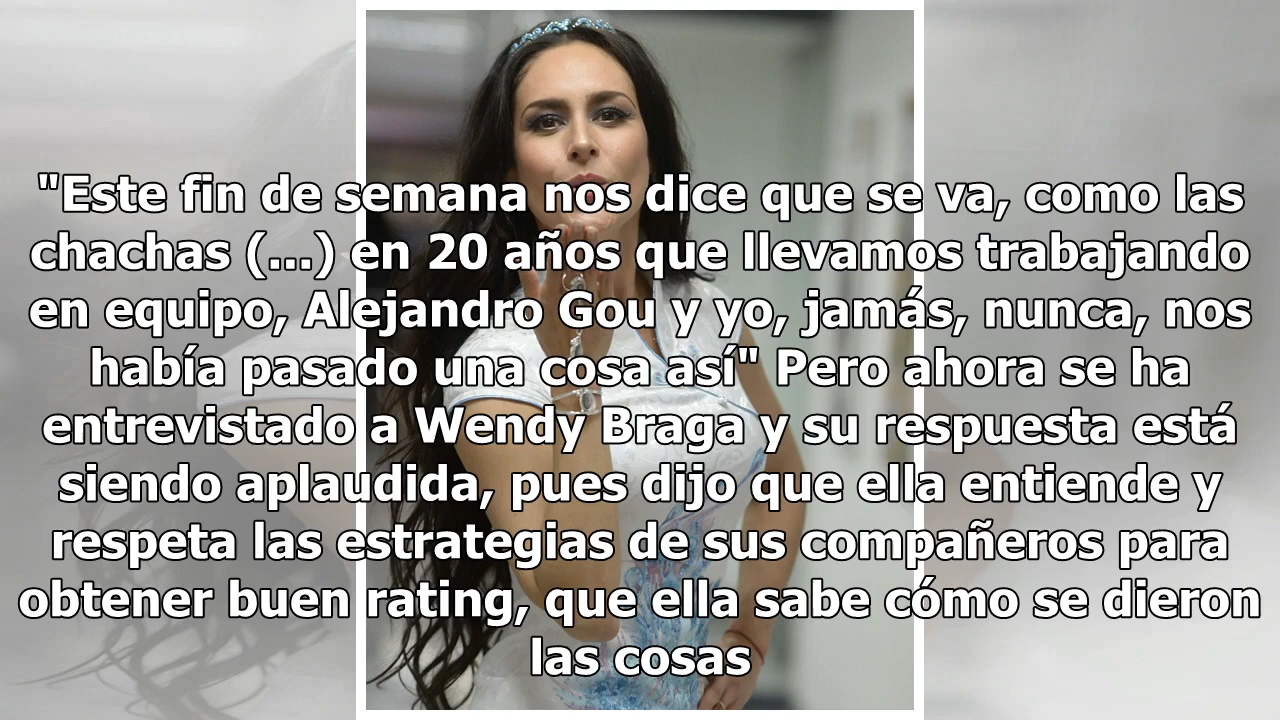 "Este fin de semana nos dice que se va, como las
chachas (...) en 20 años que llevamos trabajando
en equipo, Alejandro Gou y yo, jamás, nunca, nos
había pasado una cosa así" Pero ahora se ha
entrevistado a Wendy Braga y su respuesta está
siendo aplaudida, pues dijo que ella entiende y
respeta las estrategias de sus compañeros para
obtener buen rating, que ella sabe cómo se dieron
las cosas